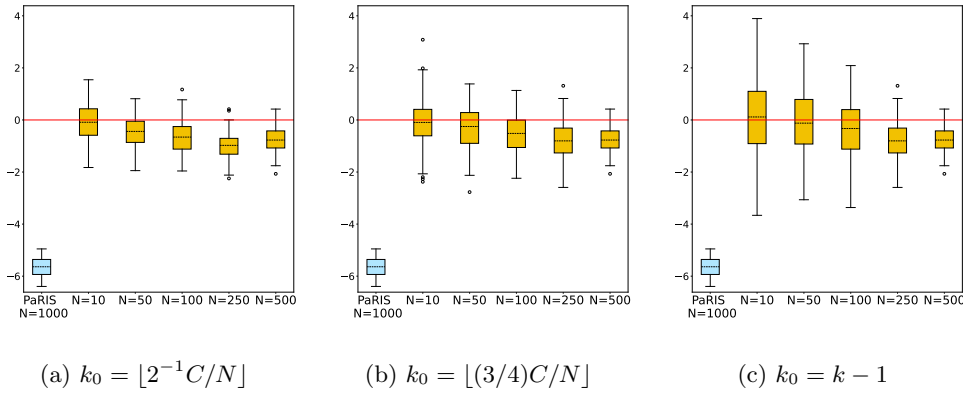 4
2
0
−2
−4
−6
PaRIS
N=1000
N=10
N=50
N=100
N=250
N=500
(a) k₀ = ⌊2⁻¹C/N⌋
4
2
0
−2
−4
−6
PaRIS
N=1000
N=10
N=50
N=100
N=250
N=500
(b) k₀ = ⌊(3/4)C/N⌋
4
2
0
−2
−4
−6
PaRIS
N=1000
N=10
N=50
N=100
N=250
N=500
(c) k₀ = k − 1